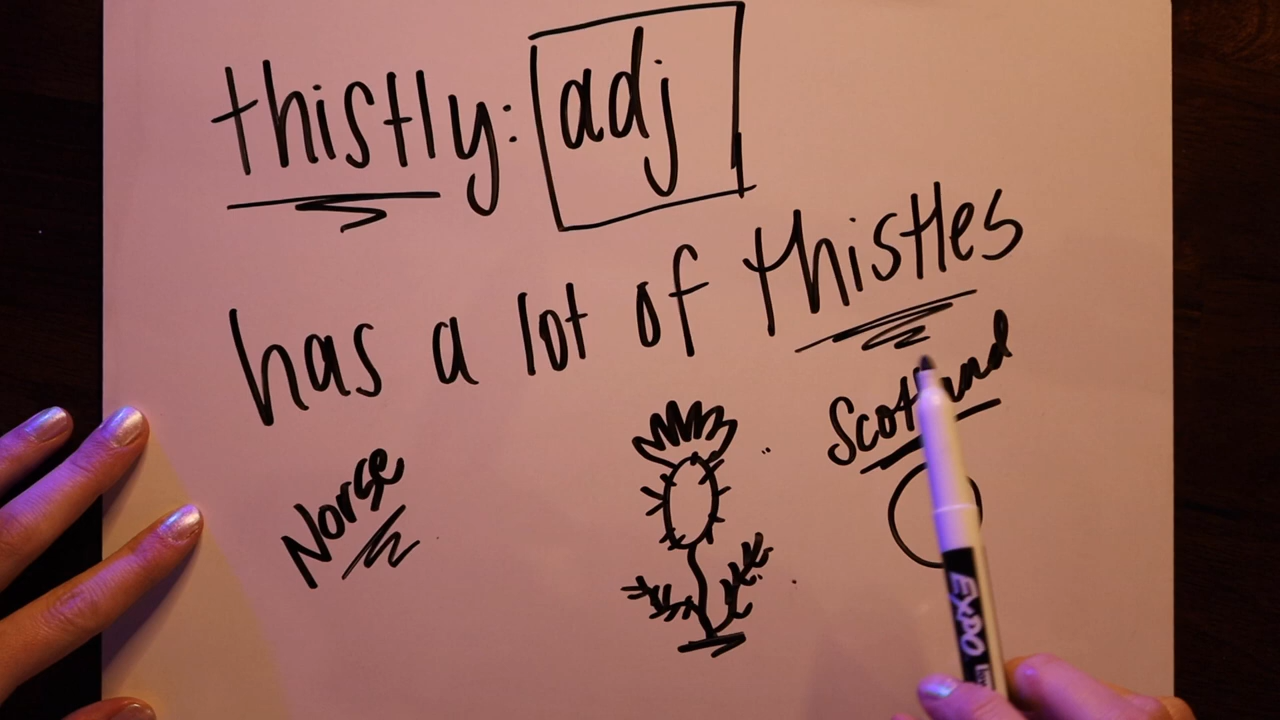 thistly: adj
has a lot of thistles
Scotland
Norse
EXPO